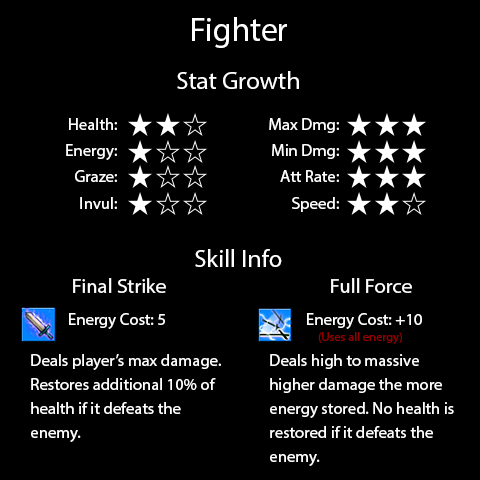 Fighter
Stat Growth
Health: ★★☆ Max Dmg: ★★★
Energy: ★☆☆ Min Dmg: ★★★
Graze: ★☆☆ Att Rate: ★★★
Invul: ★☆☆ Speed: ★★☆
Skill Info
Final Strike
Energy Cost: 5
Deals player's max damage.
Restores additional 10% of
health if it defeats the
enemy.
Full Force
Energy Cost: +10
(Uses all energy)
Deals high to massive
higher damage the more
energy stored. No health is
restored if it defeats the
enemy.